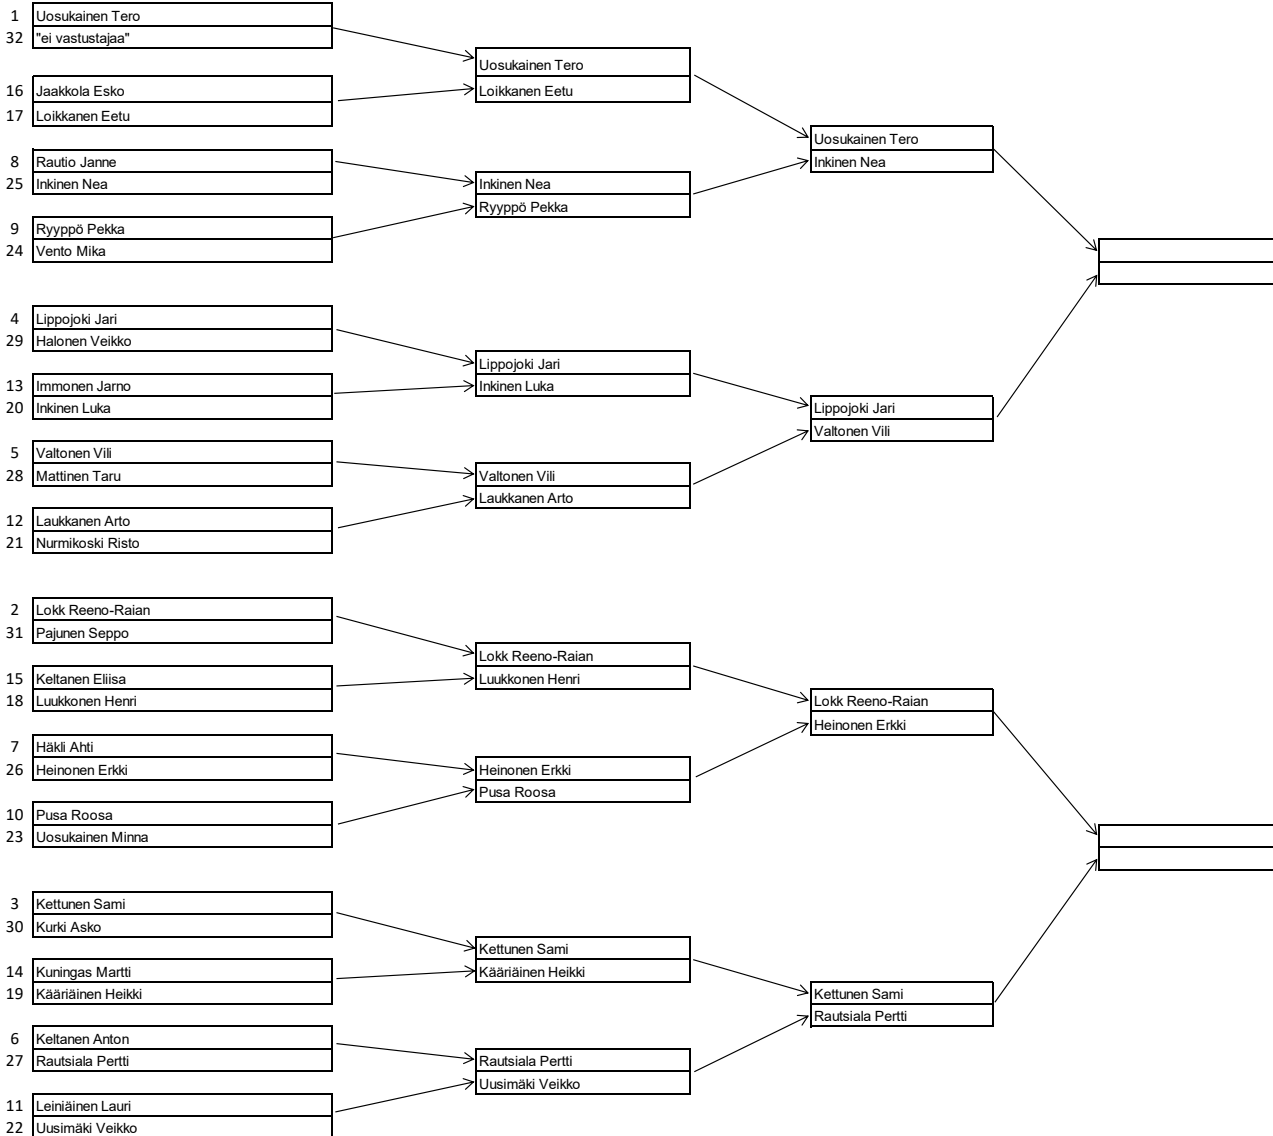 1 Uosukainen Tero
32 "ei vastustajaa"
16 Jaakkola Esko
17 Loikkanen Eetu
8 Rautio Janne
25 Inkinen Nea
9 Ryyppö Pekka
24 Vento Mika
4 Lippojoki Jari
29 Halonen Veikko
13 Immonen Jarno
20 Inkinen Luka
5 Valtonen Vili
28 Mattinen Taru
12 Laukkanen Arto
21 Nurmikoski Risto
2 Lokk Reeno-Raian
31 Pajunen Seppo
15 Keltanen Eliisa
18 Luukkonen Henri
7 Häkli Ahti
26 Heinonen Erkki
10 Pusa Roosa
23 Uosukainen Minna
3 Kettunen Sami
30 Kurki Asko
14 Kuningas Martti
19 Kääriäinen Heikki
6 Keltanen Anton
27 Rautsiala Pertti
11 Leiniäinen Lauri
22 Uusimäki Veikko
Uosukainen Tero
Loikkanen Eetu
Inkinen Nea
Ryyppö Pekka
Lippojoki Jari
Inkinen Luka
Valtonen Vili
Laukkanen Arto
Lokk Reeno-Raian
Luukkonen Henri
Heinonen Erkki
Pusa Roosa
Kettunen Sami
Kääriäinen Heikki
Rautsiala Pertti
Uusimäki Veikko
Uosukainen Tero
Inkinen Nea
Lippojoki Jari
Valtonen Vili
Lokk Reeno-Raian
Heinonen Erkki
Kettunen Sami
Rautsiala Pertti